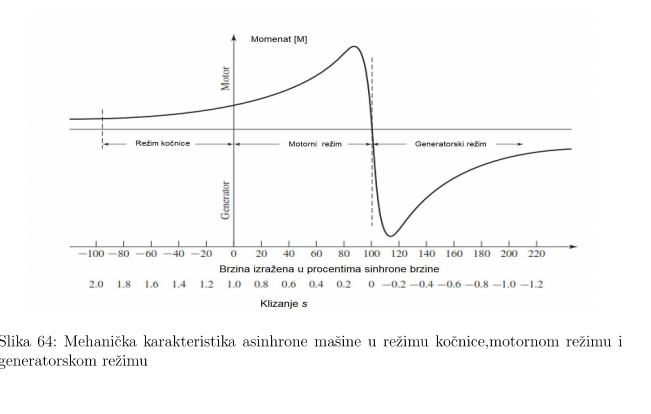 Momenat [M]
Motor
Režim kočnice
Motorni režim
Generatorski režim
Generator
−100 −80 −60 −40 −20 0 20 40 60 80 100 120 140 160 180 200 220
Brzina izražena u procentima sinhrone brzine
2.0 1.8 1.6 1.4 1.2 1.0 0.8 0.6 0.4 0.2 0 −0.2 −0.4 −0.6 −0.8 −1.0 −1.2
Klizanje s
Slika 64: Mehanička karakteristika asinhrone mašine u režimu kočnice,motornom režimu i
generatorskom režimu